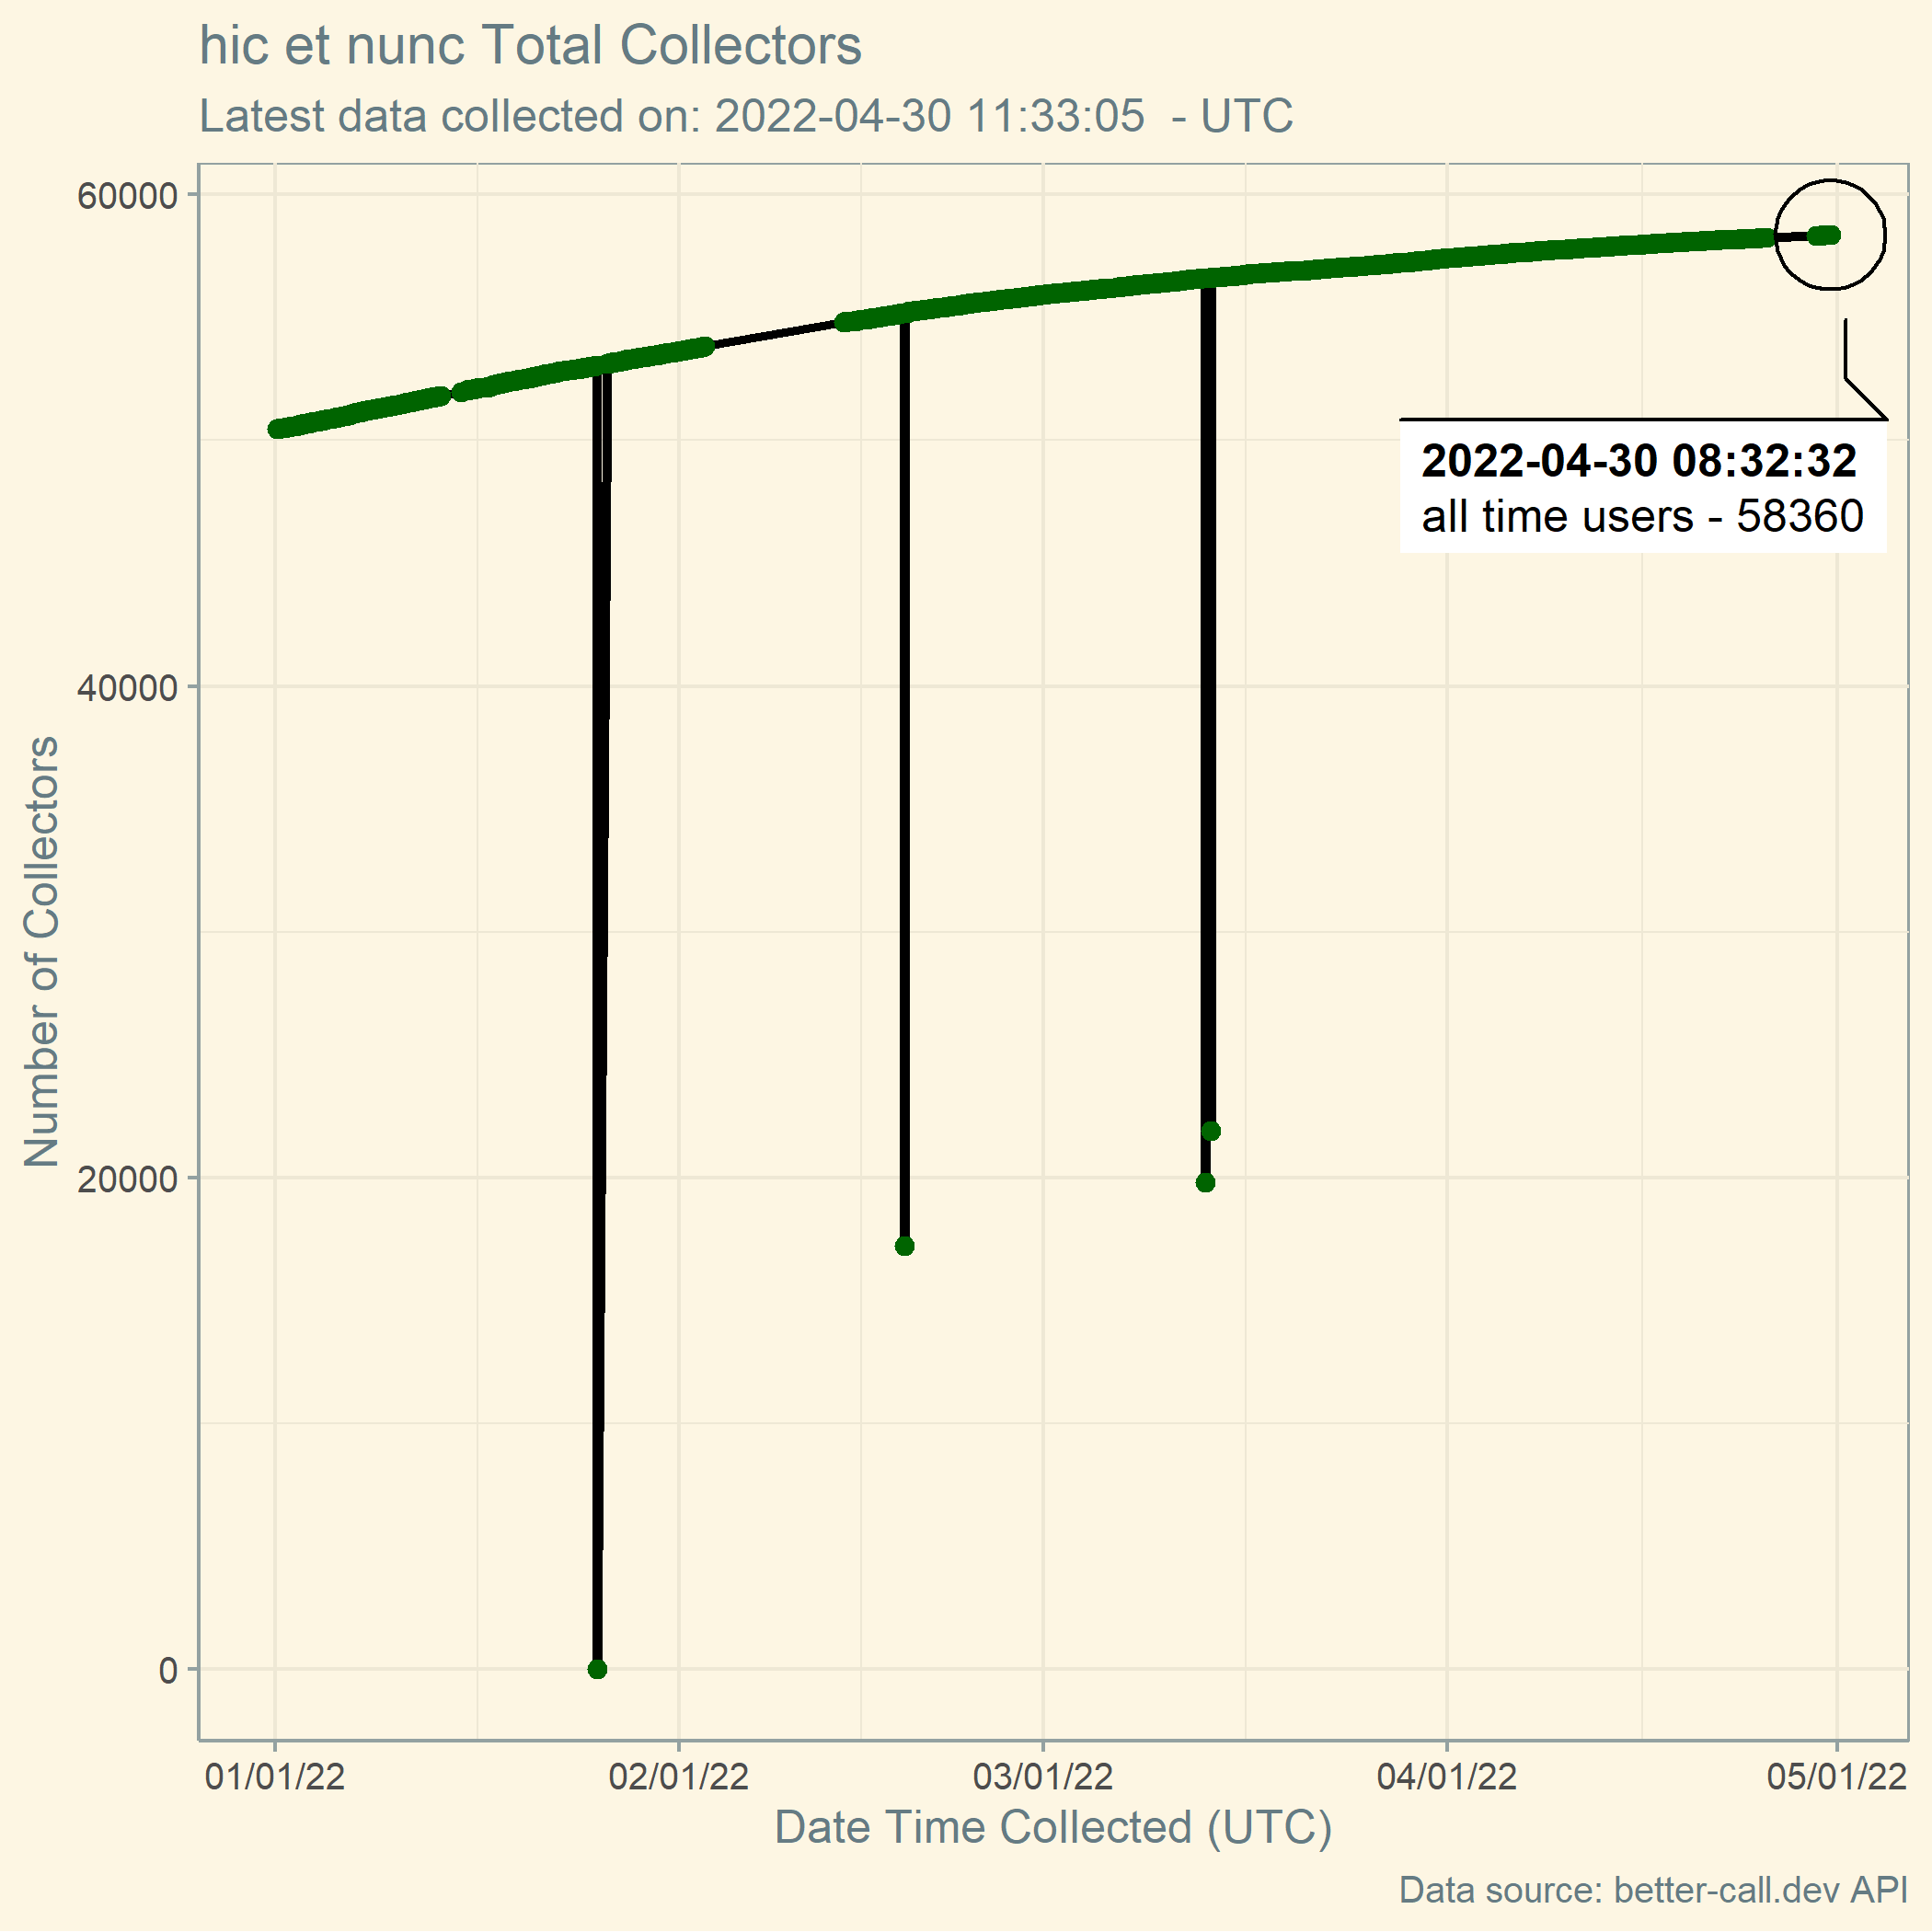 hic et nunc Total Collectors
Latest data collected on: 2022-04-30 11:33:05  - UTC
60000
40000
20000
0
Number of Collectors
2022-04-30 08:32:32
all time users - 58360
01/01/22 02/01/22 03/01/22 04/01/22 05/01/22
Date Time Collected (UTC)
Data source: better-call.dev API